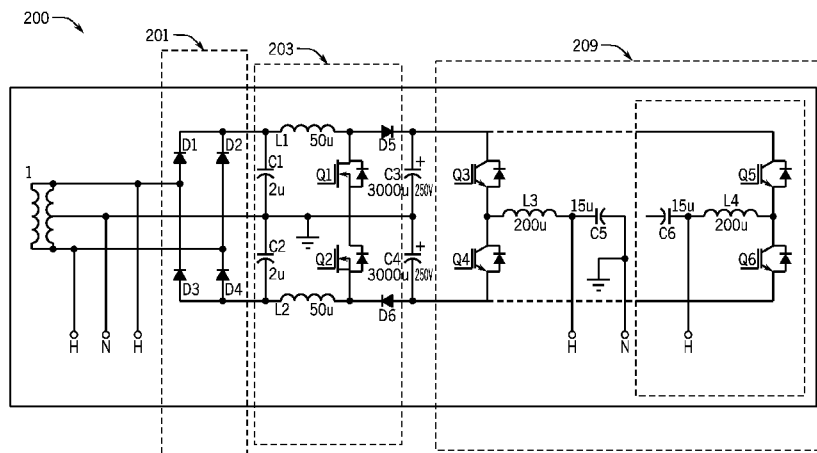 200
201
203
209
1
D1
D2
D3
D4
L1
50u
D5
C1
2u
Q1
C3
3000u
+
250V
Q3
L3
200u
15u
C5
Q5
15u
C6
L4
200u
C2
2u
Q2
C4
3000u
+
250V
Q4
Q6
L2
50u
D6
H
N
H
H
N
H